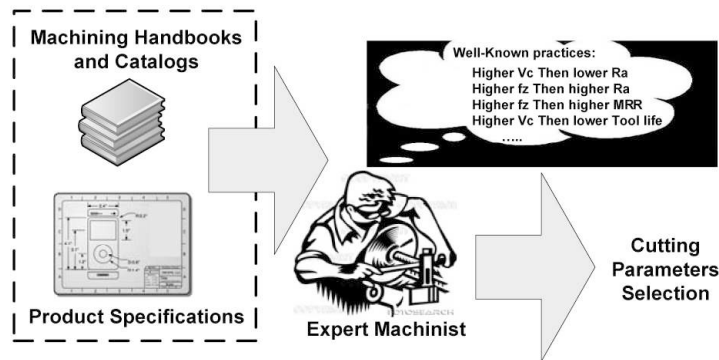 Machining Handbooks
and Catalogs
Product Specifications
Well-Known practices:
Higher Vc Then lower Ra
Higher fz Then higher Ra
Higher fz Then higher MRR
Higher Vc Then lower Tool life
.....
Expert Machinist
Cutting
Parameters
Selection